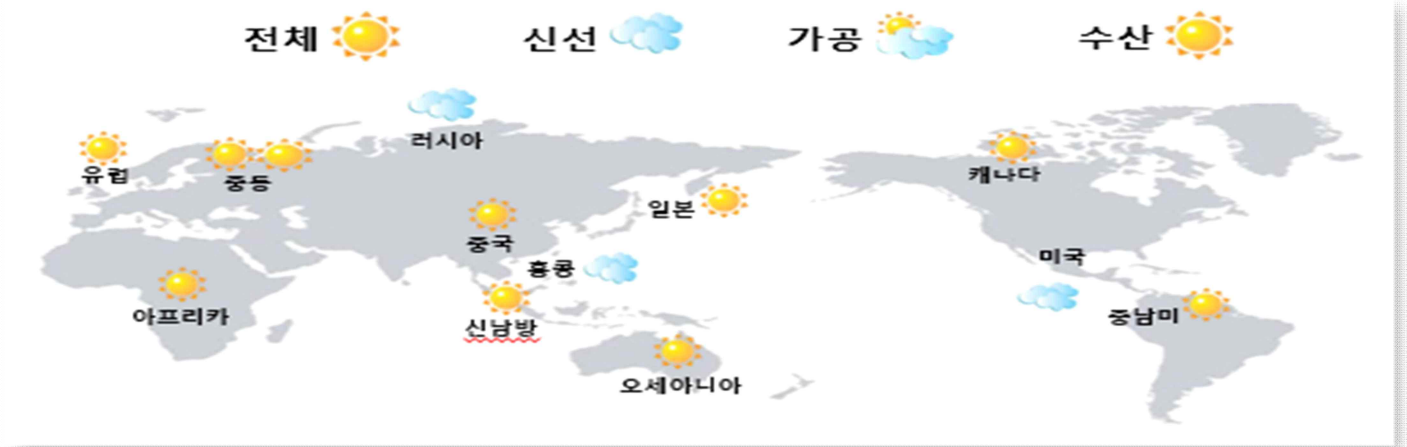 전체 신선 가공 수산
러시아
유럽
중등
캐나다
일본
중국
미국
홍콩
아프리카
중남미
신남방
오세아니아